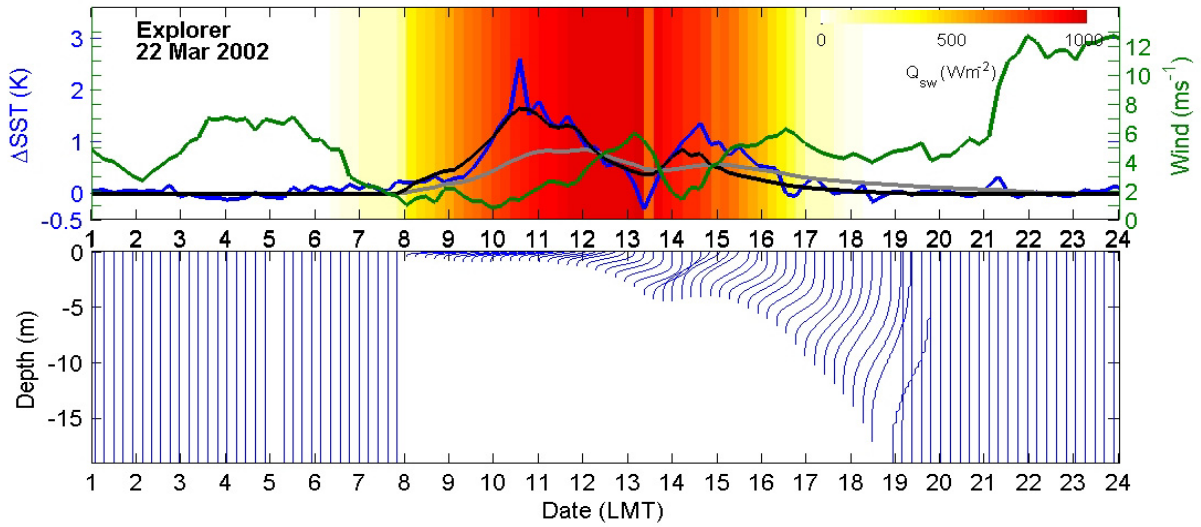 Explorer
22 Mar 2002
3
2
1
0
-0.5
ΔSST (K)
0 500 1000
Q_sw (Wm⁻²)
12
10
8
6
4
2
0
Wind (ms⁻¹)
1 2 3 4 5 6 7 8 9 10 11 12 13 14 15 16 17 18 19 20 21 22 23 24
0
-5
-10
-15
Depth (m)
1 2 3 4 5 6 7 8 9 10 11 12 13 14 15 16 17 18 19 20 21 22 23 24
Date (LMT)